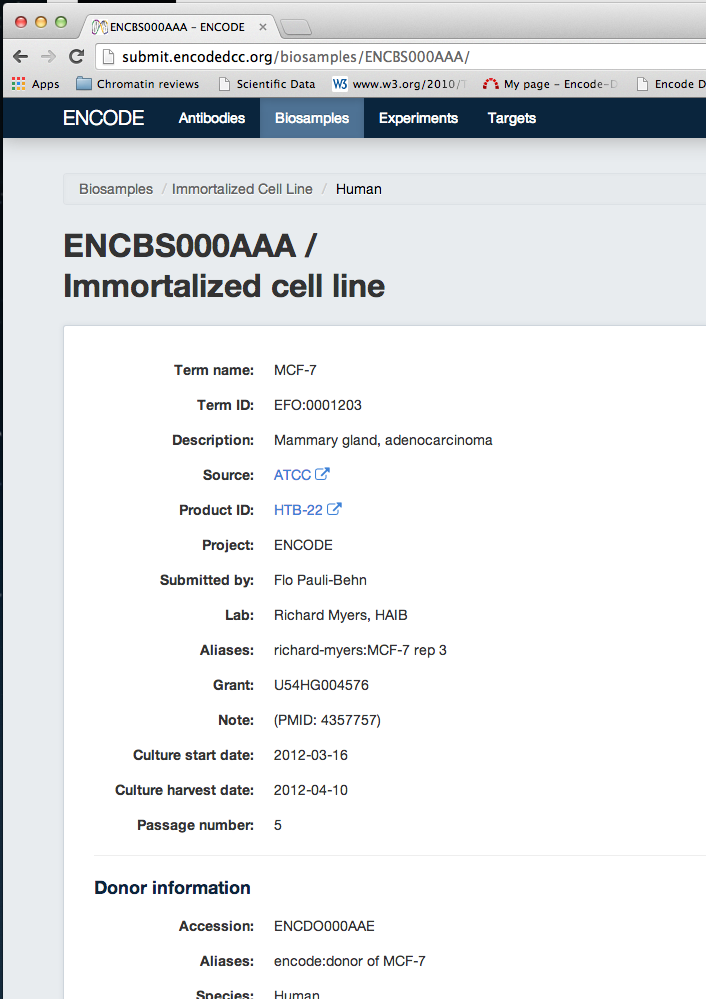 ENCBS000AAA – ENCODE
submit.encodedcc.org/biosamples/ENCBS000AAA/
Apps Chromatin reviews Scientific Data W3 www.w3.org/2010/ My page – Encode-D Encode D
ENCODE Antibodies Biosamples Experiments Targets
Biosamples / Immortalized Cell Line / Human
ENCBS000AAA /
Immortalized cell line
Term name: MCF-7
Term ID: EFO:0001203
Description: Mammary gland, adenocarcinoma
Source: ATCC
Product ID: HTB-22
Project: ENCODE
Submitted by: Flo Pauli-Behn
Lab: Richard Myers, HAIB
Aliases: richard-myers:MCF-7 rep 3
Grant: U54HG004576
Note: (PMID: 4357757)
Culture start date: 2012-03-16
Culture harvest date: 2012-04-10
Passage number: 5
Donor information
Accession: ENCDO000AAE
Aliases: encode:donor of MCF-7
Species: Human